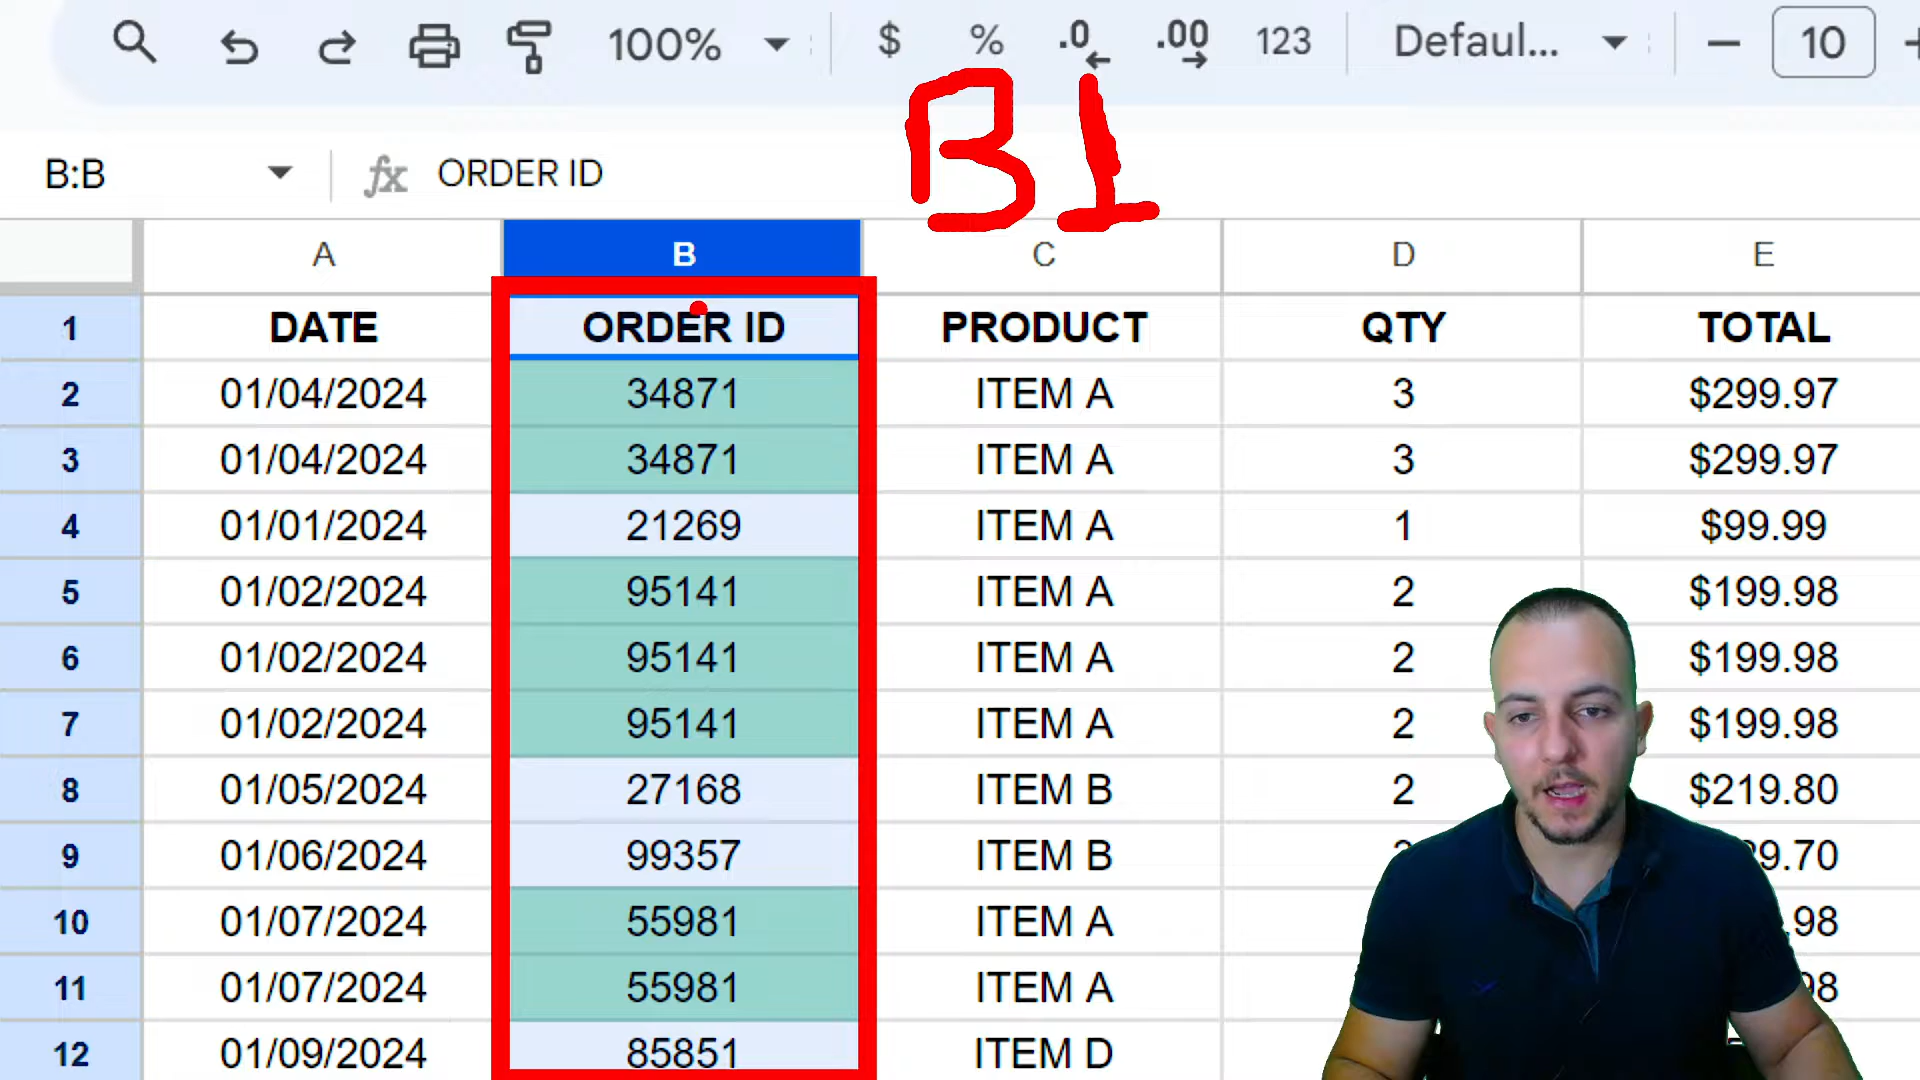 100% $ % .0 .00 123 Defaul... 10
B1
B:B fx ORDER ID
A B C D E
1 DATE ORDER ID PRODUCT QTY TOTAL
2 01/04/2024 34871 ITEM A 3 $299.97
3 01/04/2024 34871 ITEM A 3 $299.97
4 01/01/2024 21269 ITEM A 1 $99.99
5 01/02/2024 95141 ITEM A 2 $199.98
6 01/02/2024 95141 ITEM A 2 $199.98
7 01/02/2024 95141 ITEM A 2 $199.98
8 01/05/2024 27168 ITEM B 2 $219.80
9 01/06/2024 99357 ITEM B 9.70
10 01/07/2024 55981 ITEM A .98
11 01/07/2024 55981 ITEM A 98
12 01/09/2024 85851 ITEM D